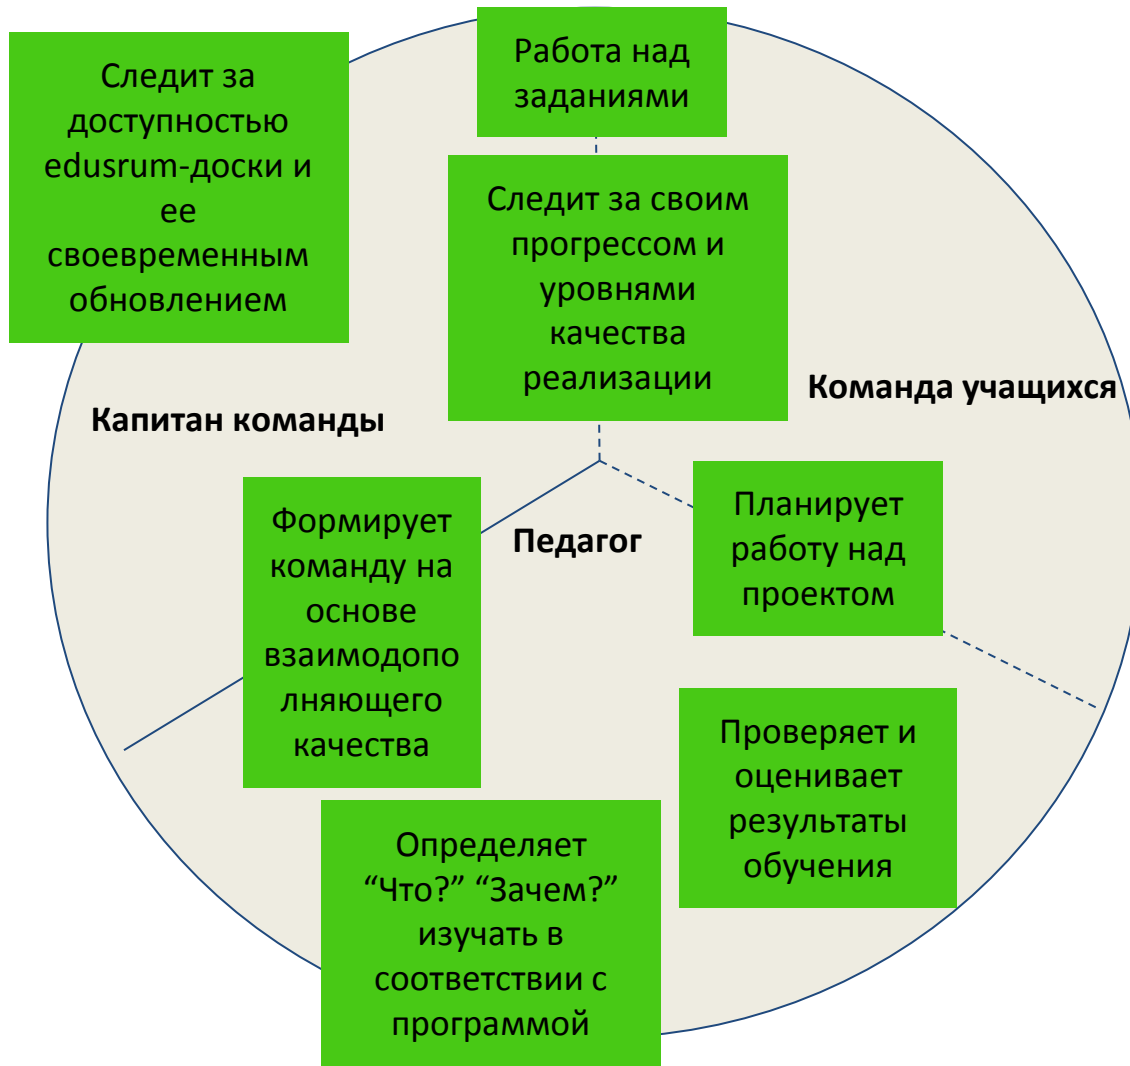 Следит за
доступностью
edusrum-доски и
ее
своевременным
обновлением
Работа над
заданиями
Следит за своим
прогрессом и
уровнями
качества
реализации
Капитан команды
Команда учащихся
Педагог
Формирует
команду на
основе
взаимодопо
лняющего
качества
Планирует
работу над
проектом
Проверяет и
оценивает
результаты
обучения
Определяет
“Что?” “Зачем?”
изучать в
соответствии с
программой